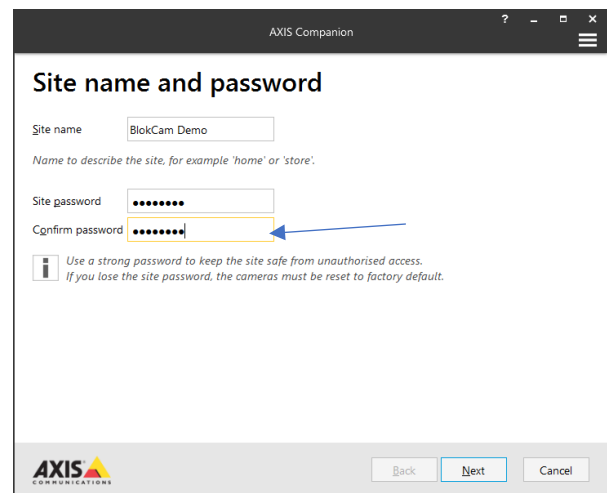 AXIS Companion
?
Site name and password
Site name
BlokCam Demo
Name to describe the site, for example 'home' or 'store'.
Site password ●●●●●●●●
Confirm password ●●●●●●●●
i
Use a strong password to keep the site safe from unauthorised access.
If you lose the site password, the cameras must be reset to factory default.
AXIS
COMMUNICATIONS
Back
Next
Cancel